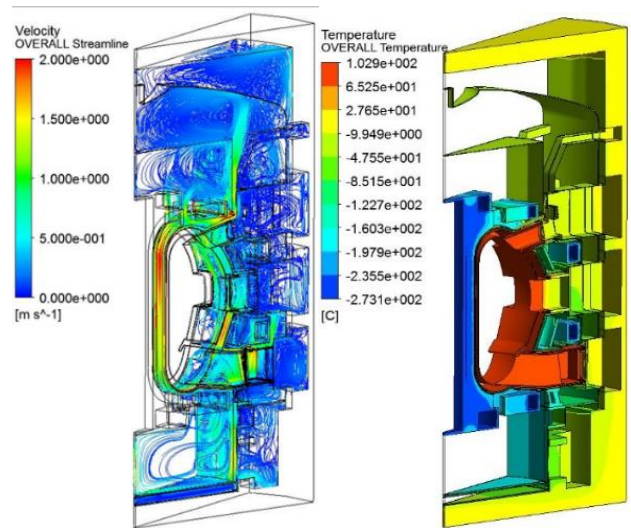 Velocity
OVERALL Streamline
2.000e+000
1.500e+000
1.000e+000
5.000e-001
0.000e+000
[m s^-1]
Temperature
OVERALL Temperature
1.029e+002
6.525e+001
2.765e+001
-9.949e+000
-4.755e+001
-8.515e+001
-1.227e+002
-1.603e+002
-1.979e+002
-2.355e+002
-2.731e+002
[C]